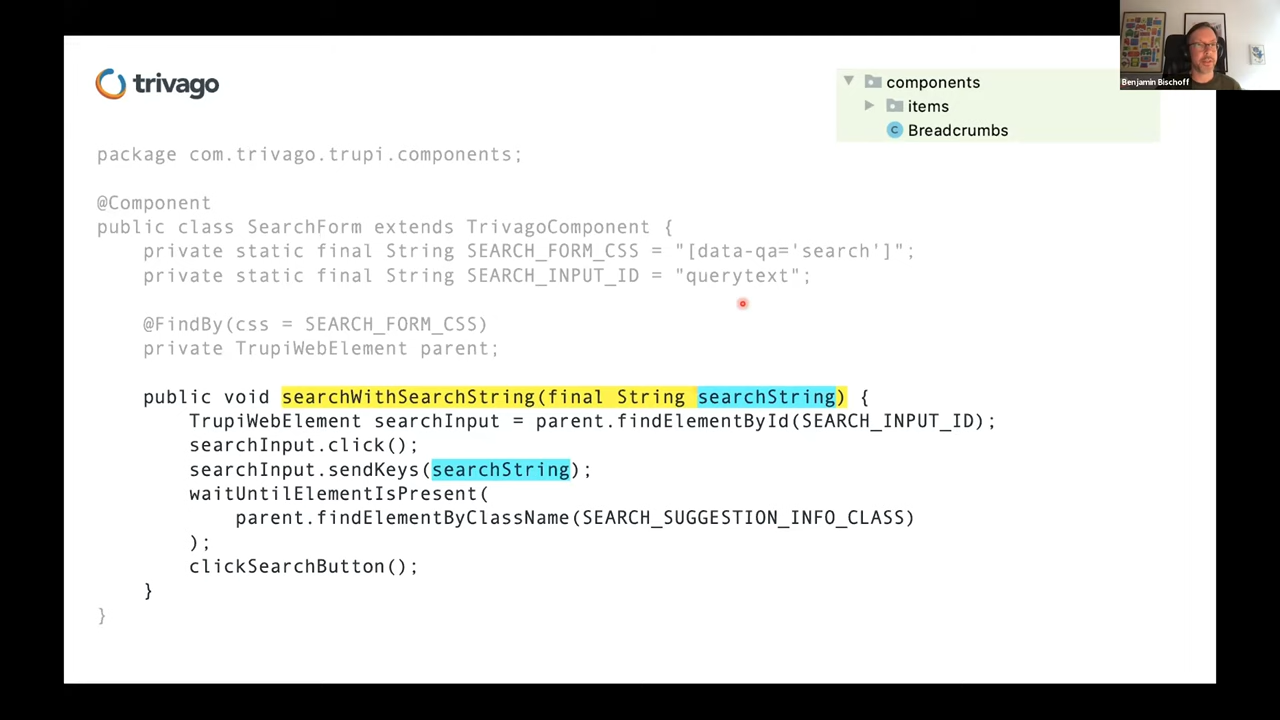 Benjamin Bischoff
trivago
components
items
Breadcrumbs
package com.trivago.trupi.components;
@Component
public class SearchForm extends TrivagoComponent {
private static final String SEARCH_FORM_CSS = "[data-qa='search']";
private static final String SEARCH_INPUT_ID = "querytext";
@FindBy(css = SEARCH_FORM_CSS)
private TrupiWebElement parent;
public void searchWithSearchString(final String searchString) {
TrupiWebElement searchInput = parent.findElementById(SEARCH_INPUT_ID);
searchInput.click();
searchInput.sendKeys(searchString);
waitUntilElementIsPresent(
parent.findElementByClassName(SEARCH_SUGGESTION_INFO_CLASS)
);
clickSearchButton();
}
}